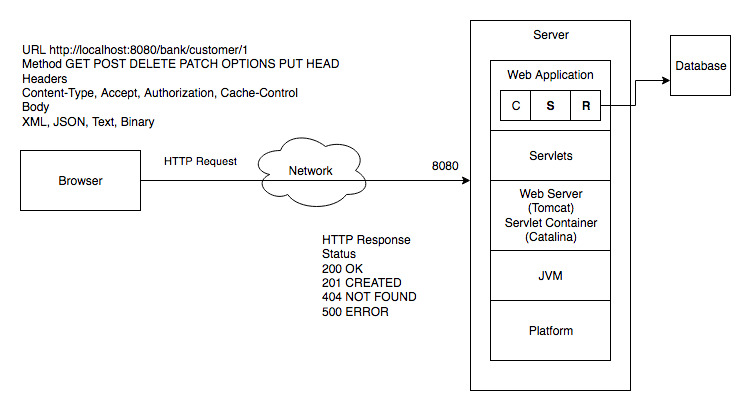 URL http://localhost:8080/bank/customer/1
Method GET POST DELETE PATCH OPTIONS PUT HEAD
Headers
Content-Type, Accept, Authorization, Cache-Control
Body
XML, JSON, Text, Binary
Browser
HTTP Request
Network
8080
HTTP Response
Status
200 OK
201 CREATED
404 NOT FOUND
500 ERROR
Server
Web Application
C S R
Servlets
Web Server
(Tomcat)
Servlet Container
(Catalina)
JVM
Platform
Database